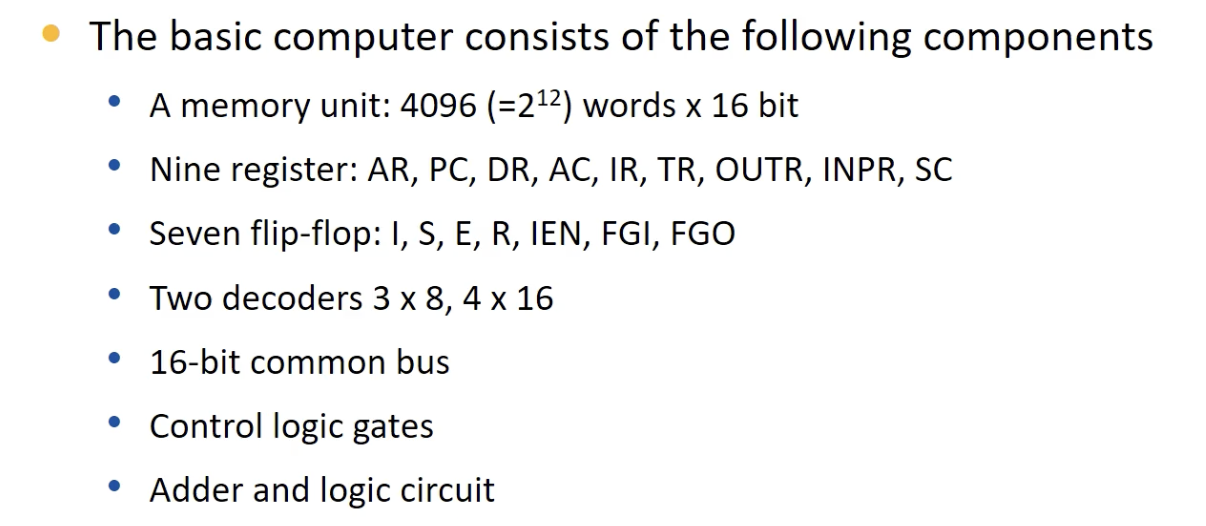 The basic computer consists of the following components
A memory unit: 4096 (=2¹²) words x 16 bit
Nine register: AR, PC, DR, AC, IR, TR, OUTR, INPR, SC
Seven flip-flop: I, S, E, R, IEN, FGI, FGO
Two decoders 3 x 8, 4 x 16
16-bit common bus
Control logic gates
Adder and logic circuit